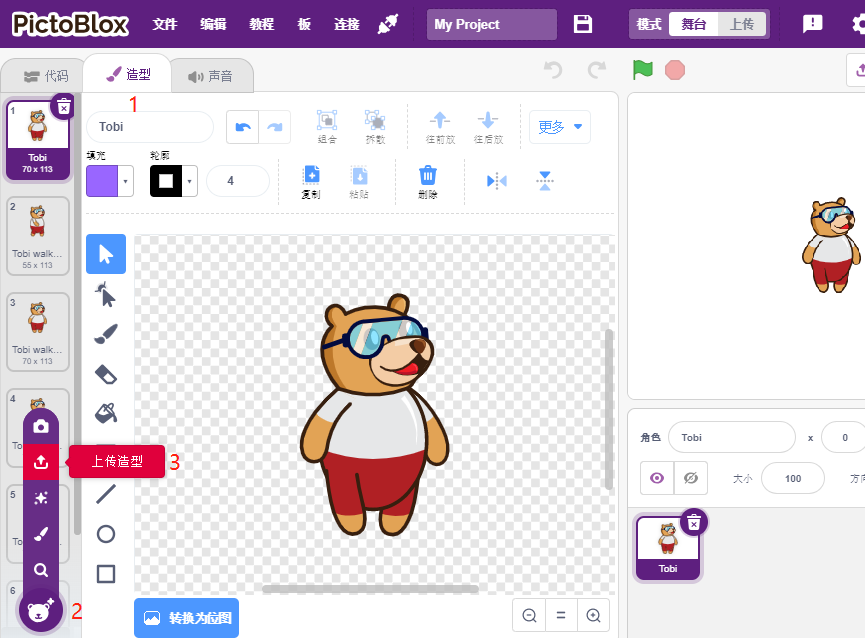 PictoBlox 文件 编辑 教程 板 连接 My Project 模式 舞台 上传
代码 造型 声音
1
1
Tobi
70 x 113
2
Tobi walk...
55 x 113
3
Tobi walk...
70 x 113
4
To
5
To
6
2
上传造型 3
Tobi 组合 拆散 往前放 往后放 更多
填充 轮廓
4 复制 粘贴 删除
转换为位图
角色 Tobi x 0
大小 100 方向
Tobi